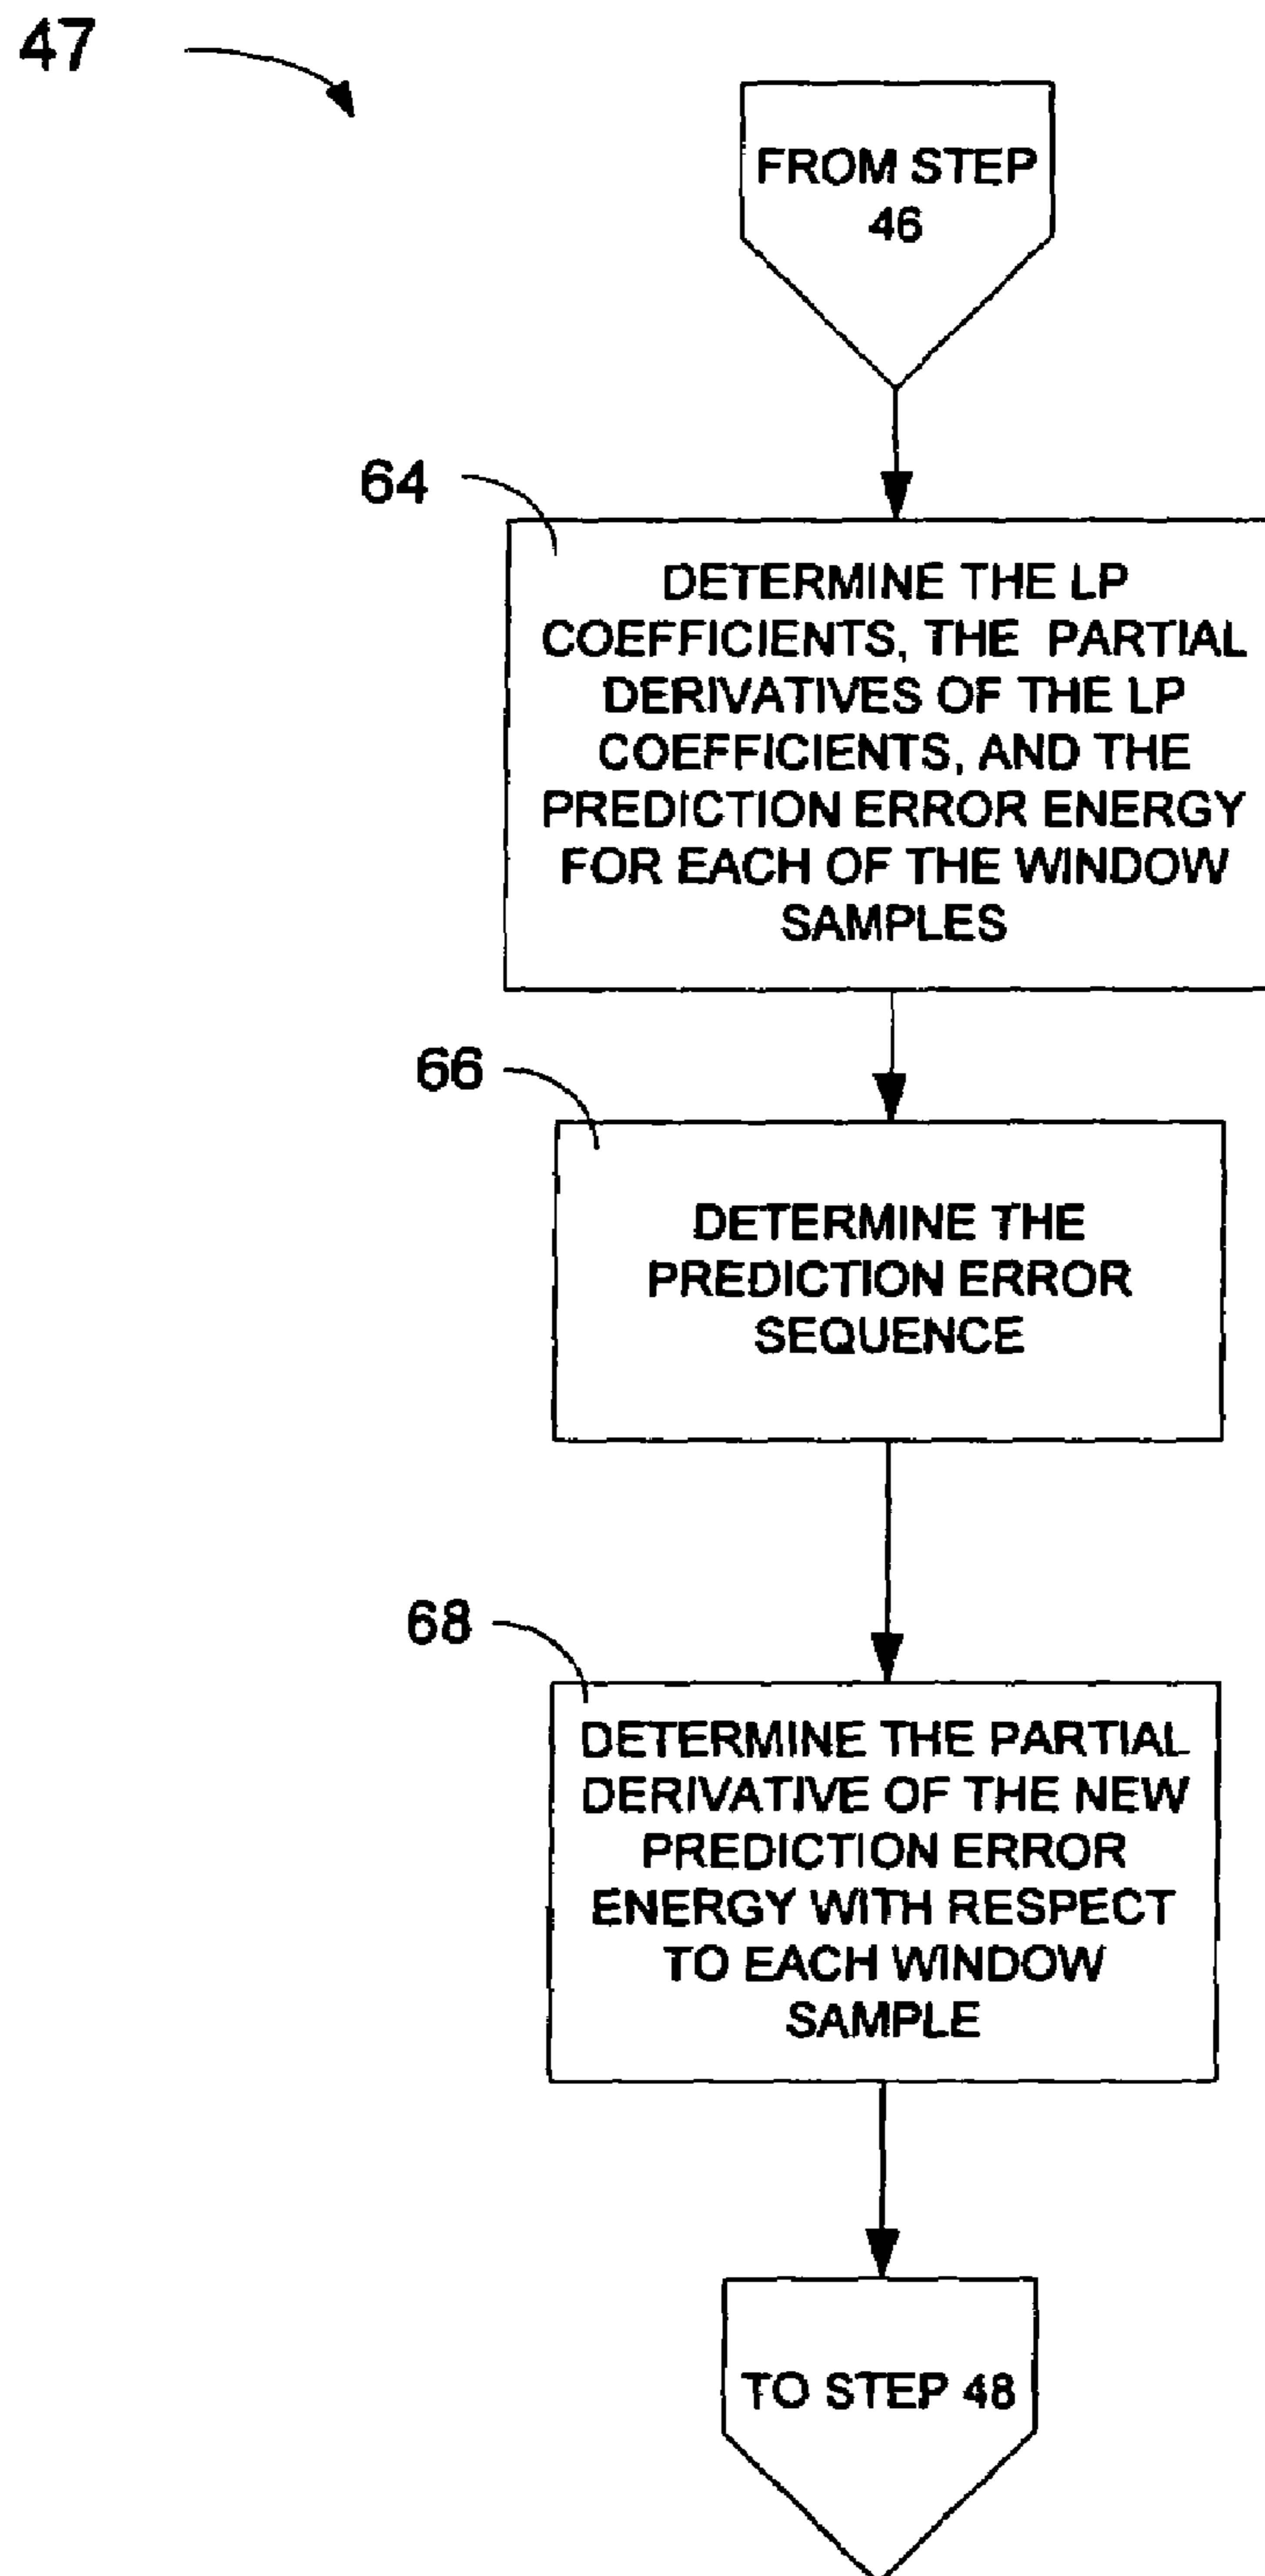 47
FROM STEP
46
64
DETERMINE THE LP
COEFFICIENTS, THE PARTIAL
DERIVATIVES OF THE LP
COEFFICIENTS, AND THE
PREDICTION ERROR ENERGY
FOR EACH OF THE WINDOW
SAMPLES
66
DETERMINE THE
PREDICTION ERROR
SEQUENCE
68
DETERMINE THE PARTIAL
DERIVATIVE OF THE NEW
PREDICTION ERROR
ENERGY WITH RESPECT
TO EACH WINDOW
SAMPLE
TO STEP 48